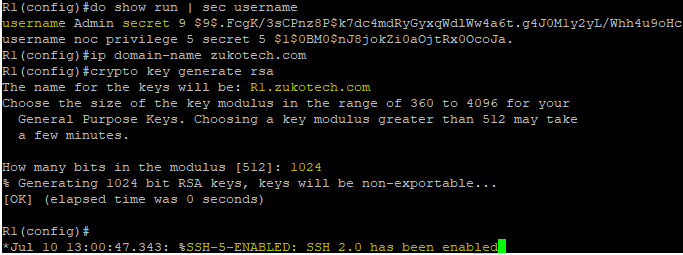 R1(config)#do show run | sec username
username Admin secret 9 $9$.FcgK/3sCPnz8P$k7dc4mdRyGyxqWdlWw4a6t.g4J0M1y2yL/Whh4u9oHc
username noc privilege 5 secret 5 $1$0BM0$nJ8jokZi0aOjtRx0OcoJa.
R1(config)#ip domain-name zukotech.com
R1(config)#crypto key generate rsa
The name for the keys will be: R1.zukotech.com
Choose the size of the key modulus in the range of 360 to 4096 for your
  General Purpose Keys. Choosing a key modulus greater than 512 may take
  a few minutes.
How many bits in the modulus [512]: 1024
% Generating 1024 bit RSA keys, keys will be non-exportable...
[OK] (elapsed time was 0 seconds)
R1(config)#
*Jul 10 13:00:47.343: %SSH-5-ENABLED: SSH 2.0 has been enabled